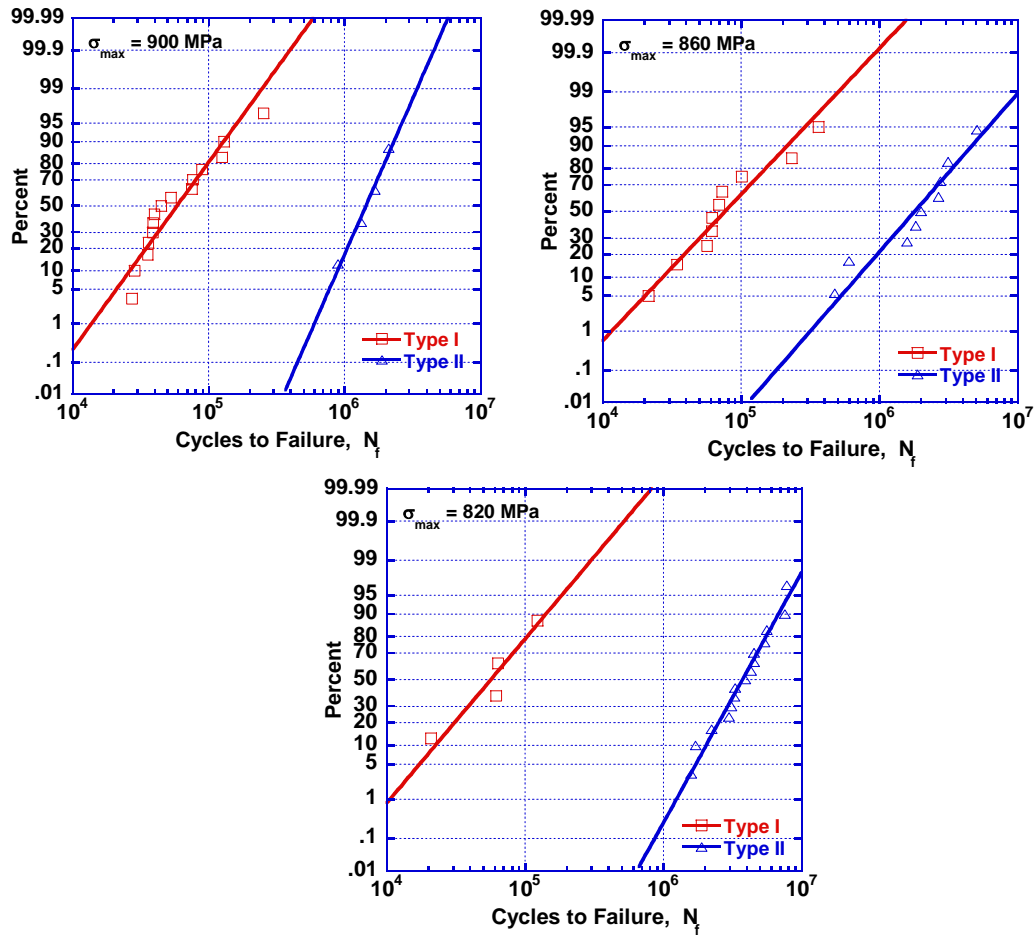 σmax = 900 MPa
Percent
99.99
99.9
99
95
90
80
70
50
30
20
10
5
1
.1
.01
Type I
Type II
10^4 10^5 10^6 10^7
Cycles to Failure, Nf
σmax = 860 MPa
Percent
99.99
99.9
99
95
90
80
70
50
30
20
10
5
1
.1
.01
Type I
Type II
10^4 10^5 10^6 10^7
Cycles to Failure, Nf
σmax = 820 MPa
Percent
99.99
99.9
99
95
90
80
70
50
30
20
10
5
1
.1
.01
Type I
Type II
10^4 10^5 10^6 10^7
Cycles to Failure, Nf